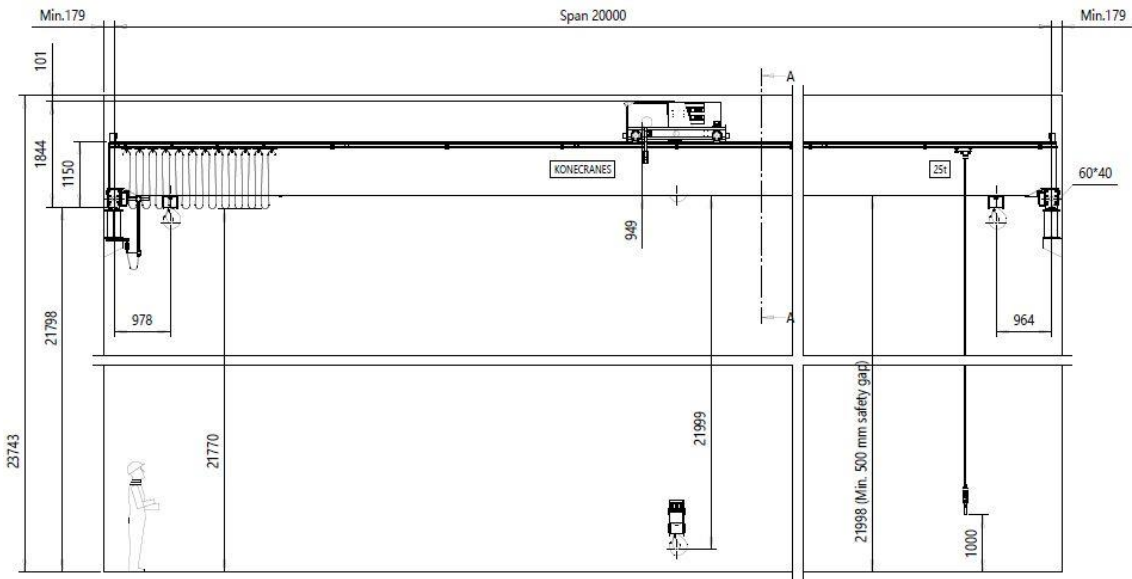 Min.179
Span 20000
Min.179
101
A
1844
1150
KONECRANES
25t
60*40
949
978
A
964
21798
23743
21770
21999
21998 (Min. 500 mm safety gap)
1000